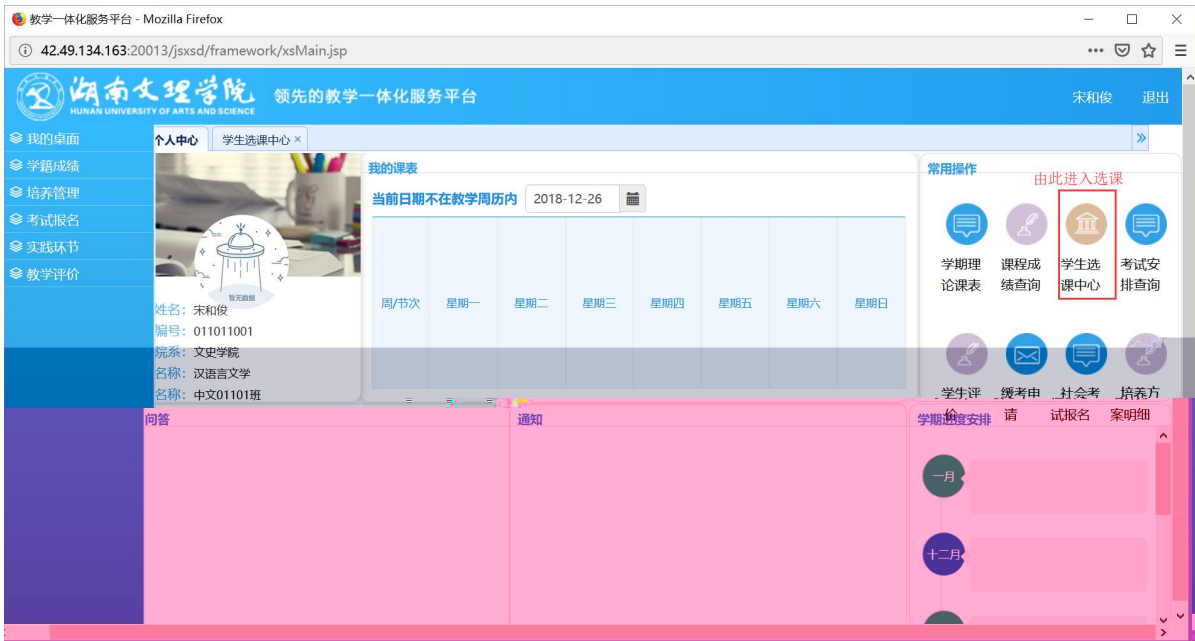 教学一体化服务平台 - Mozilla Firefox
42.49.134.163:20013/jsxsd/framework/xsMain.jsp
湖南文理学院
HUNAN UNIVERSITY OF ARTS AND SCIENCE
领先的教学一体化服务平台
宋和俊 退出
我的桌面
学籍成绩
培养管理
考试报名
实践环节
教学评价
个人中心 学生选课中心 ×
暂无数据
姓名：宋和俊
编号：011011001
院系：文史学院
名称：汉语言文学
名称：中文01101班
我的课表
当前日期不在教学周历内 2018-12-26
周/节次 星期一 星期二 星期三 星期四 星期五 星期六 星期日
常用操作
由此进入选课
学期理论课表
课程成绩查询
学生选课中心
考试安排查询
学生评价
缓考申请
社会考试报名
培养方案明细
问答
通知
学期进度安排
一月
十二月